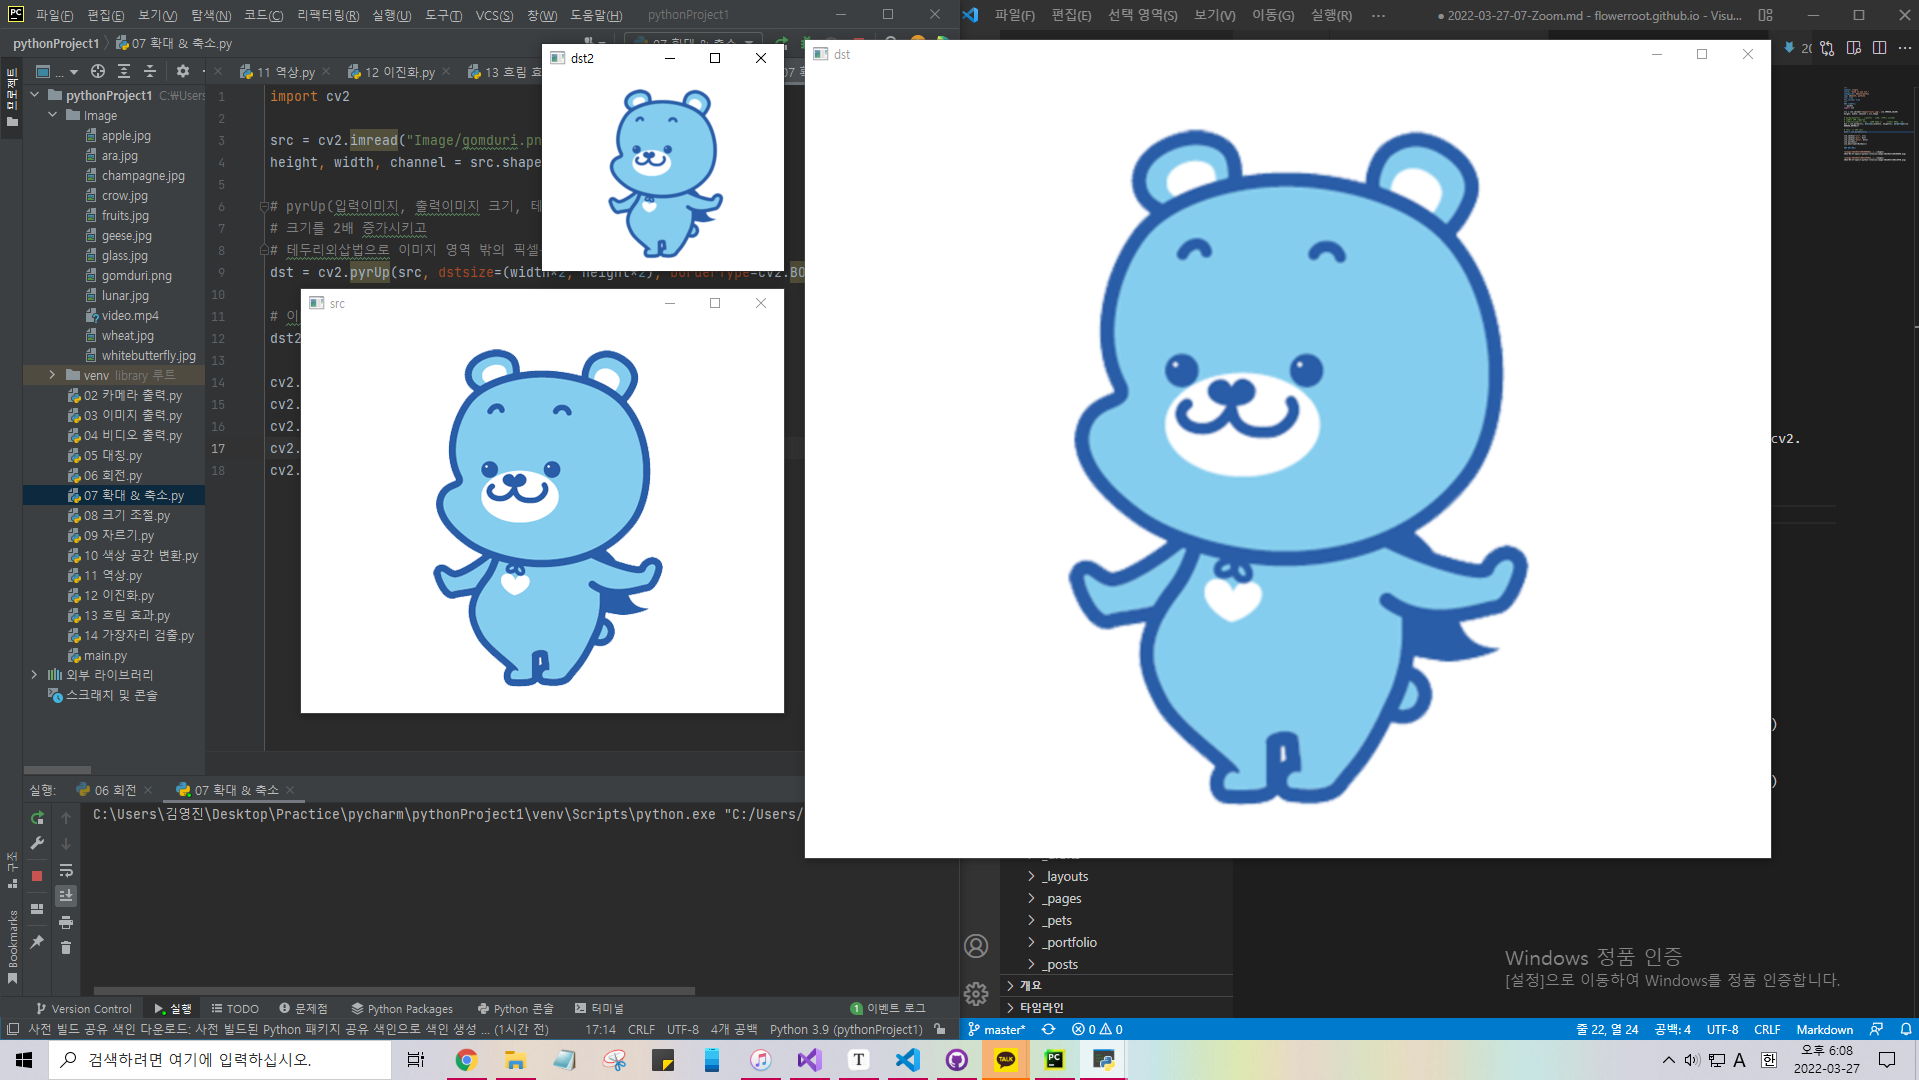 파일(F) 편집(E) 보기(V) 탐색(N) 코드(C) 리팩터링(R) 실행(U) 도구(T) VCS(S) 창(W) 도움말(H) pythonProject1
파일(F) 편집(E) 선택 영역(S) 보기(V) 이동(G) 실행(R) ··· ● 2022-03-27-07-Zoom.md - flowerroot.github.io - Visu...
pythonProject1 〉 07 확대 & 축소.py
dst2
dst
src
프로젝트
11 역상.py
12 이진화.py
13 흐림 효
pythonProject1 C:₩Users
Image
apple.jpg
ara.jpg
champagne.jpg
crow.jpg
fruits.jpg
geese.jpg
glass.jpg
gomduri.png
lunar.jpg
video.mp4
wheat.jpg
whitebutterfly.jpg
venv library 루트
02 카메라 출력.py
03 이미지 출력.py
04 비디오 출력.py
05 대칭.py
06 회전.py
07 확대 & 축소.py
08 크기 조절.py
09 자르기.py
10 색상 공간 변환.py
11 역상.py
12 이진화.py
13 흐림 효과.py
14 가장자리 검출.py
main.py
외부 라이브러리
스크래치 및 콘솔
1 import cv2
2
3 src = cv2.imread("Image/gomduri.pn
4 height, width, channel = src.shape
5
6 # pyrUp(입력이미지, 출력이미지 크기, 테
7 # 크기를 2배 증가시키고
8 # 테두리외삽법으로 이미지 영역 밖의 픽셀
9 dst = cv2.pyrUp(src, dstsize=(width*2, height*2), borderType=cv2.BO
10
11 # 이
12 dst2
13
14 cv2.
15 cv2.
16 cv2.
17 cv2.
18 cv2.
cv2.
)
)
실행: 06 회전 07 확대 & 축소
C:\Users\김영진\Desktop\Practice\pycharm\pythonProject1\venv\Scripts\python.exe "C:/Users/
구조
Bookmarks
_layouts
_pages
_pets
_portfolio
_posts
개요
타임라인
Windows 정품 인증
[설정]으로 이동하여 Windows를 정품 인증합니다.
Version Control 실행 TODO 문제점 Python Packages Python 콘솔 터미널 1 이벤트 로그
사전 빌드 공유 색인 다운로드: 사전 빌드된 Python 패키지 공유 색인으로 색인 생성 ... (1시간 전) 17:14 CRLF UTF-8 4개 공백 Python 3.9 (pythonProject1)
master* 0 0 줄 22, 열 24 공백: 4 UTF-8 CRLF Markdown
검색하려면 여기에 입력하십시오.
T
TALK
PC
A 한
오후 6:08
2022-03-27